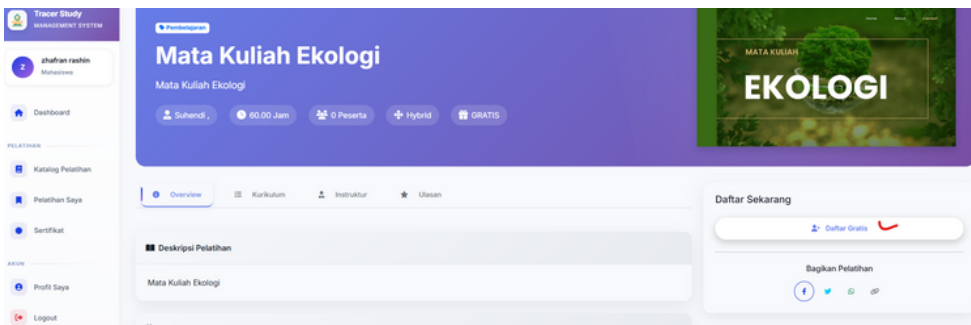 Tracer Study
MANAGEMENT SYSTEM
Z
zhafran rashin
Mahasiswa
Dashboard
PELATIHAN
Katalog Pelatihan
Pelatihan Saya
Sertifikat
AKUN
Profil Saya
Logout
Pembelajaran
Mata Kuliah Ekologi
Mata Kuliah Ekologi
Suhendi ,
60.00 Jam
0 Peserta
Hybrid
GRATIS
MATA KULIAH
EKOLOGI
Overview
Kurikulum
Instruktur
Ulasan
Deskripsi Pelatihan
Mata Kuliah Ekologi
Daftar Sekarang
Daftar Gratis
Bagikan Pelatihan